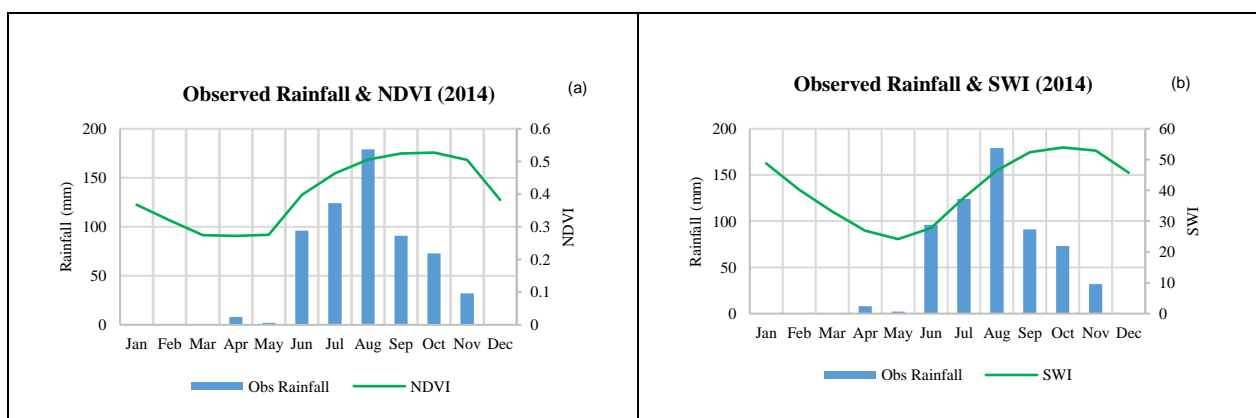 Observed Rainfall & NDVI (2014)
(a)
Rainfall (mm)
200
150
100
50
0
0.6
0.5
0.4
0.3
0.2
0.1
0
NDVI
Jan Feb Mar Apr May Jun Jul Aug Sep Oct Nov Dec
Obs Rainfall NDVI
Observed Rainfall & SWI (2014)
(b)
Rainfall (mm)
200
150
100
50
0
60
50
40
30
20
10
0
SWI
Jan Feb Mar Apr May Jun Jul Aug Sep Oct Nov Dec
Obs Rainfall SWI